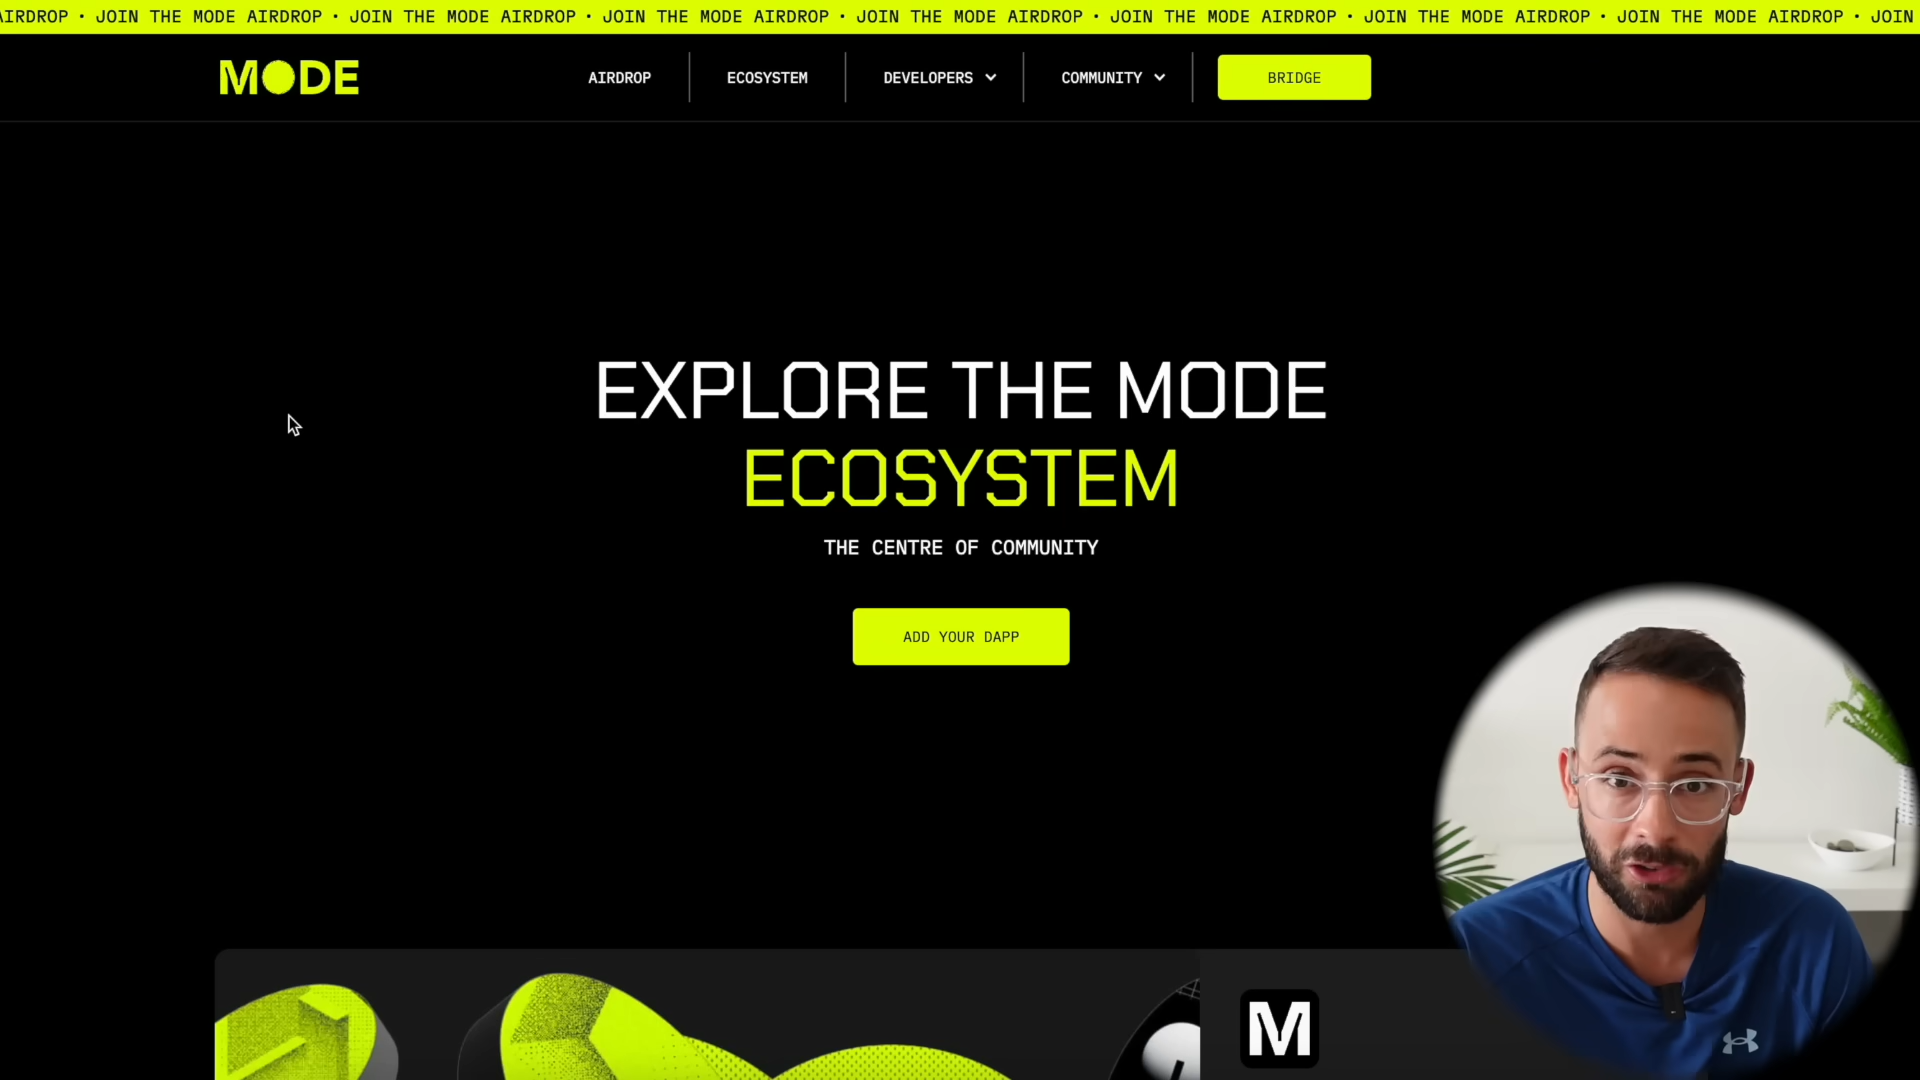 AIRDROP • JOIN THE MODE AIRDROP • JOIN THE MODE AIRDROP • JOIN THE MODE AIRDROP • JOIN THE MODE AIRDROP • JOIN THE MODE AIRDROP • JOIN THE MODE AIRDROP • JOIN THE MODE AIRDROP • JOIN
MODE
AIRDROP
ECOSYSTEM
DEVELOPERS
COMMUNITY
BRIDGE
EXPLORE THE MODE
ECOSYSTEM
THE CENTRE OF COMMUNITY
ADD YOUR DAPP
M